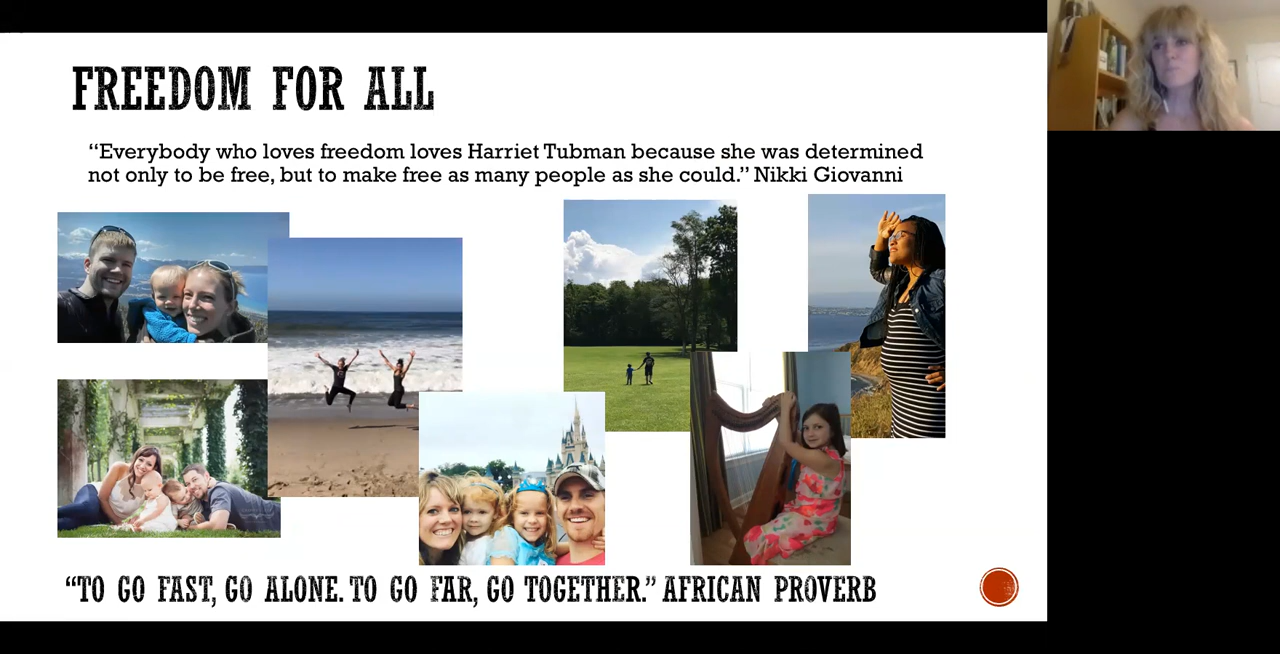 FREEDOM FOR ALL
“Everybody who loves freedom loves Harriet Tubman because she was determined
not only to be free, but to make free as many people as she could.” Nikki Giovanni
“TO GO FAST, GO ALONE. TO GO FAR, GO TOGETHER.” AFRICAN PROVERB